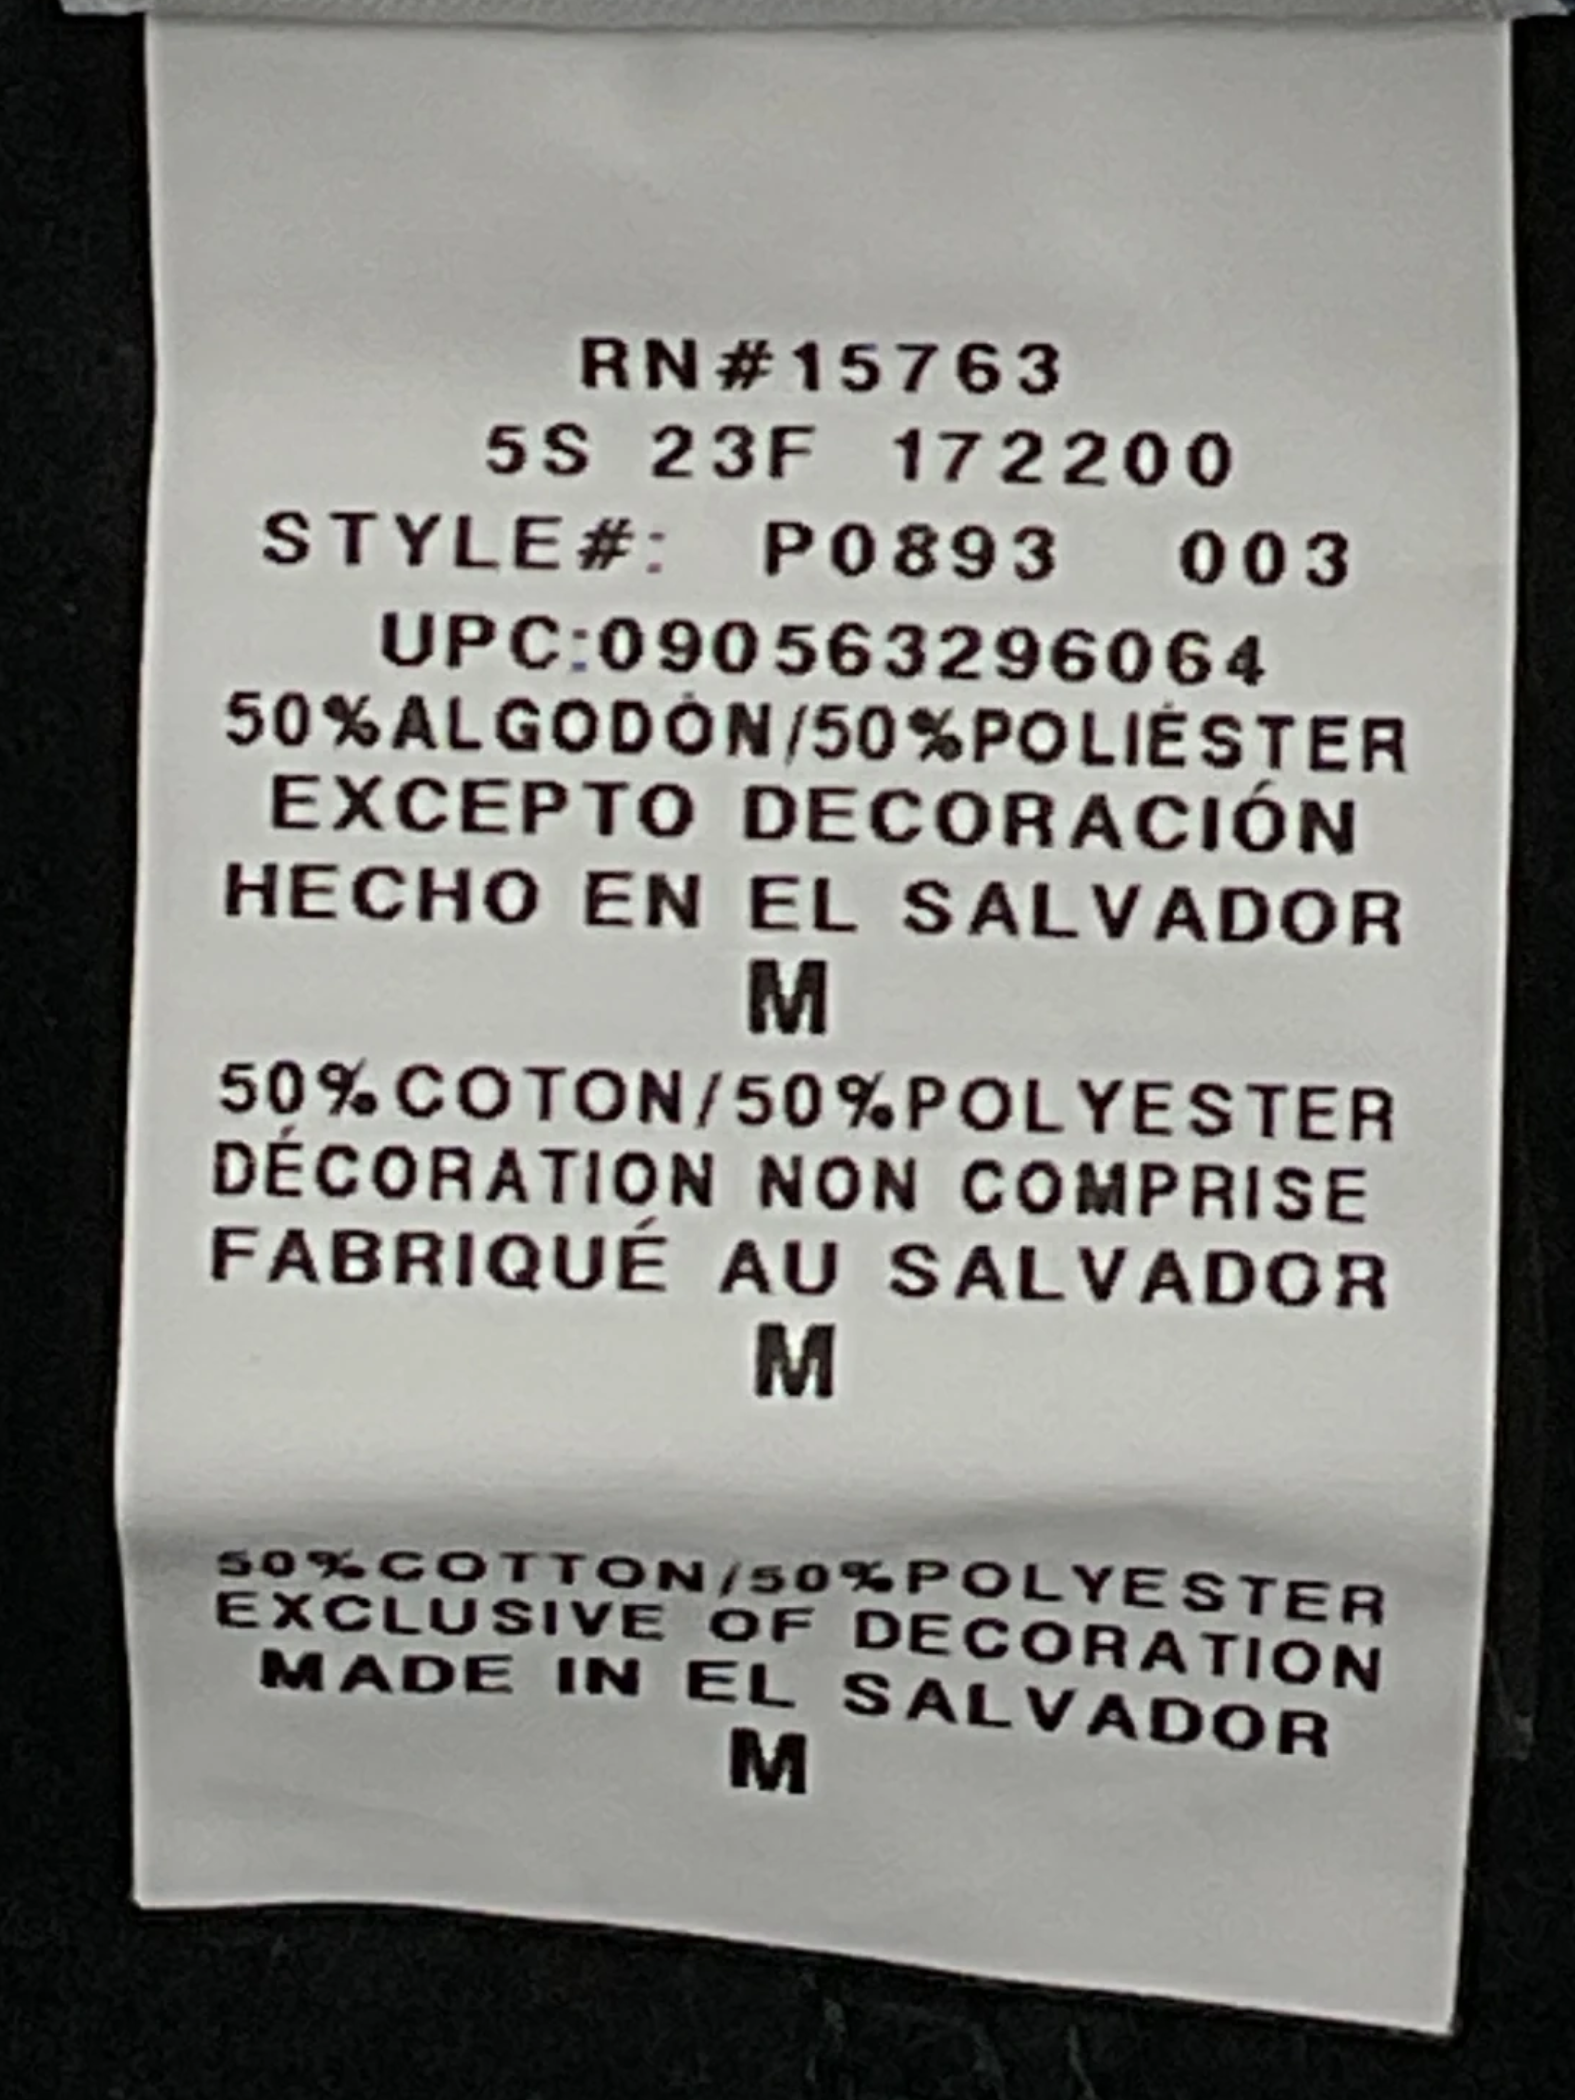 RN#15763
5S 23F 172200
STYLE#: P0893 003
UPC:090563296064
50%ALGODÓN/50%POLIÉSTER
EXCEPTO DECORACIÓN
HECHO EN EL SALVADOR
M
50%COTON/50%POLYESTER
DÉCORATION NON COMPRISE
FABRIQUÉ AU SALVADOR
M
50%COTTON/50%POLYESTER
EXCLUSIVE OF DECORATION
MADE IN EL SALVADOR
M